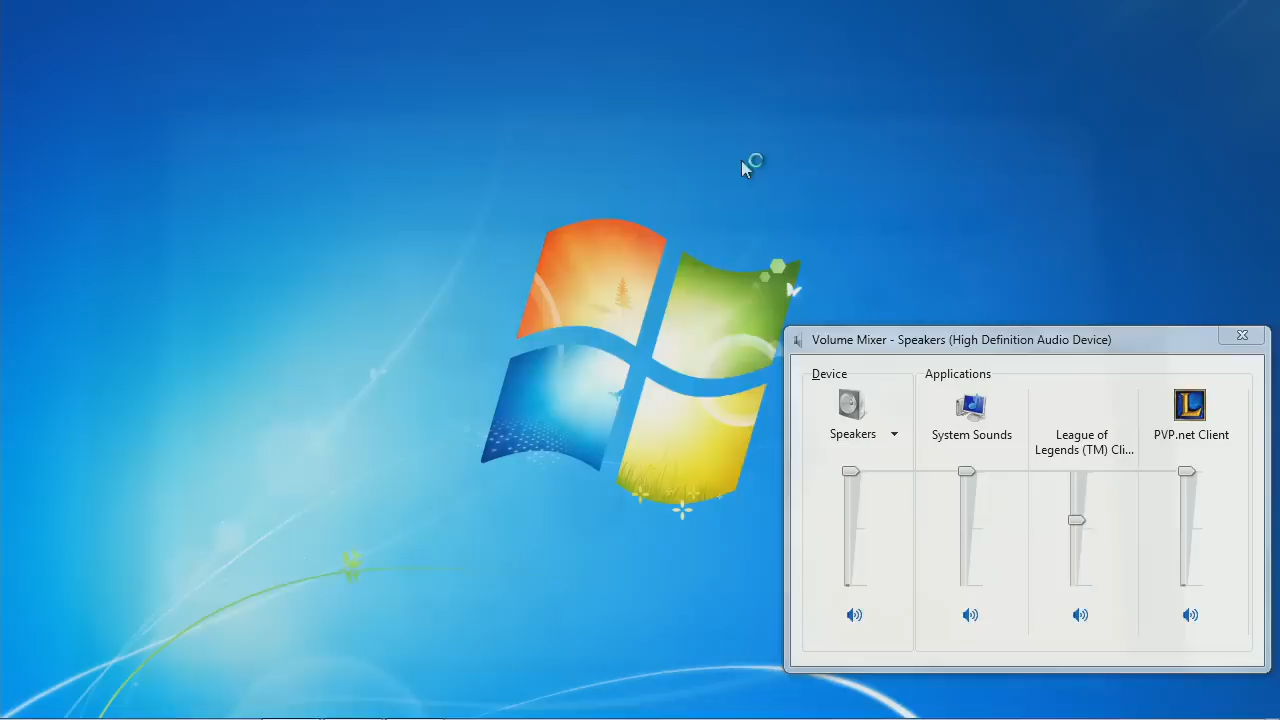 Volume Mixer - Speakers (High Definition Audio Device)
Device
Applications
Speakers
System Sounds
League of
Legends (TM) Cli...
PVP.net Client